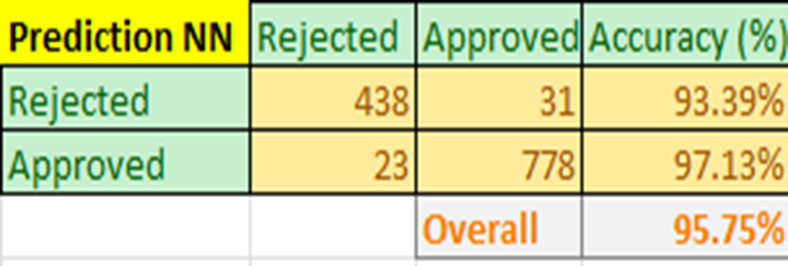 Prediction NN Rejected Approved Accuracy (%)
Rejected 438 31 93.39%
Approved 23 778 97.13%
Overall 95.75%